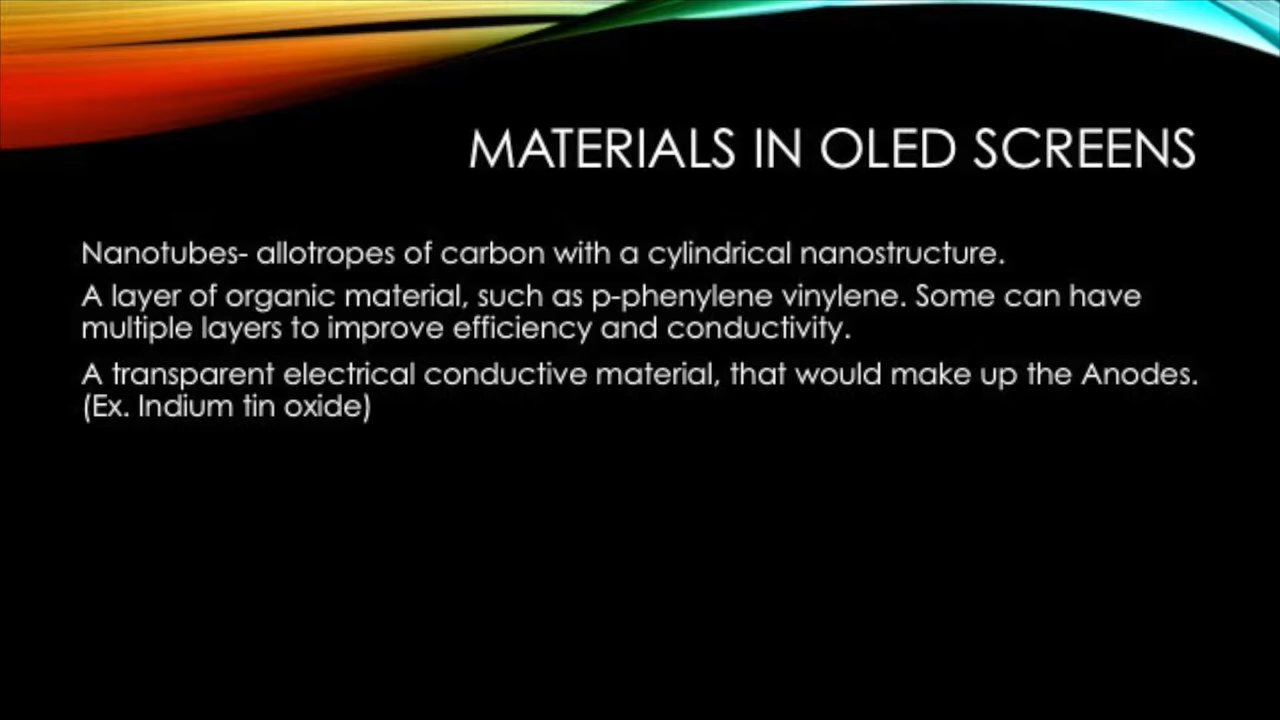 MATERIALS IN OLED SCREENS
Nanotubes- allotropes of carbon with a cylindrical nanostructure.
A layer of organic material, such as p-phenylene vinylene. Some can have
multiple layers to improve efficiency and conductivity.
A transparent electrical conductive material, that would make up the Anodes.
(Ex. Indium tin oxide)